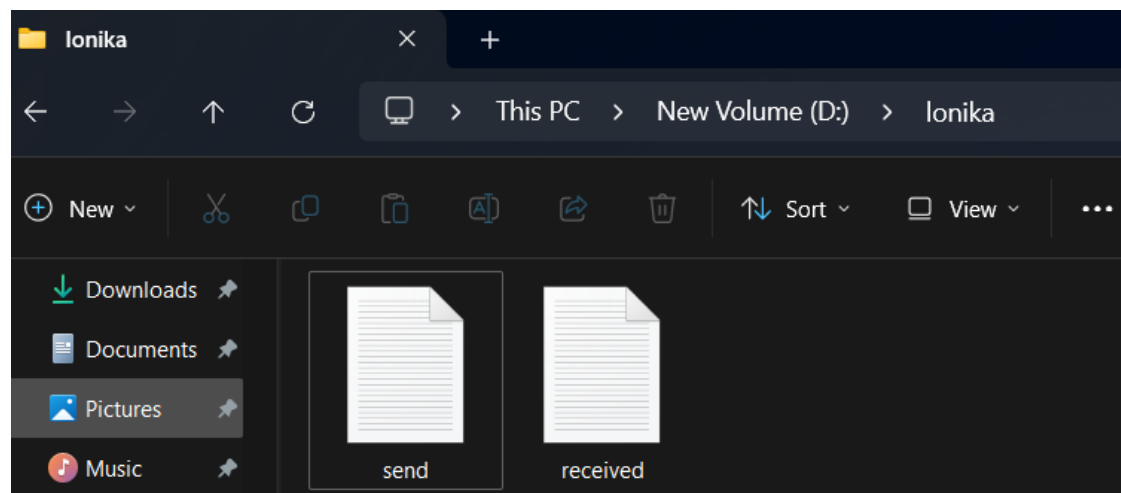 lonika
This PC > New Volume (D:) > lonika
New Sort View
Downloads
Documents
Pictures
Music
send received